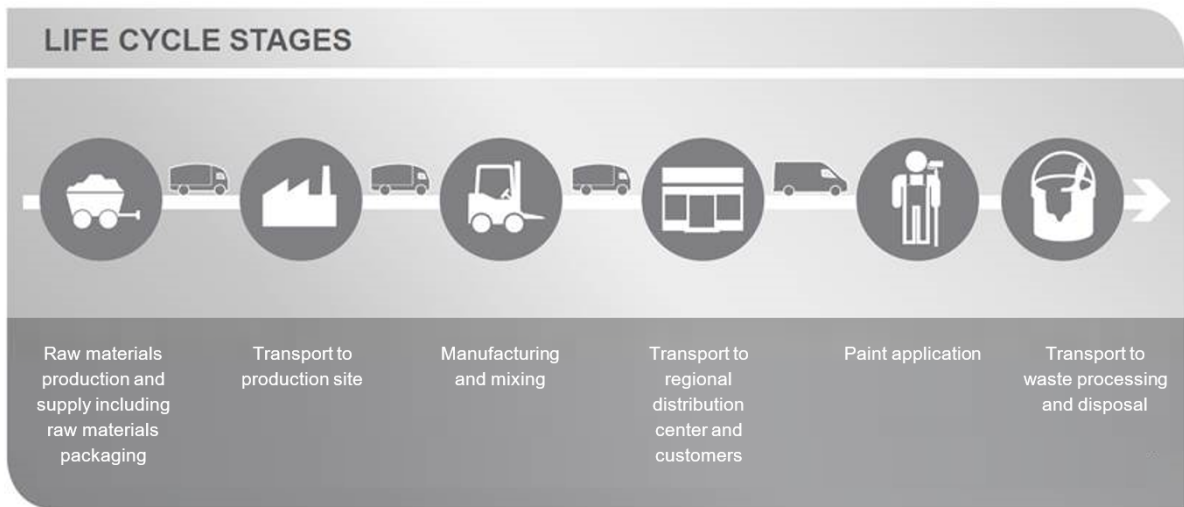 LIFE CYCLE STAGES
Raw materials
production and
supply including
raw materials
packaging
Transport to
production site
Manufacturing
and mixing
Transport to
regional
distribution
center and
customers
Paint application
Transport to
waste processing
and disposal